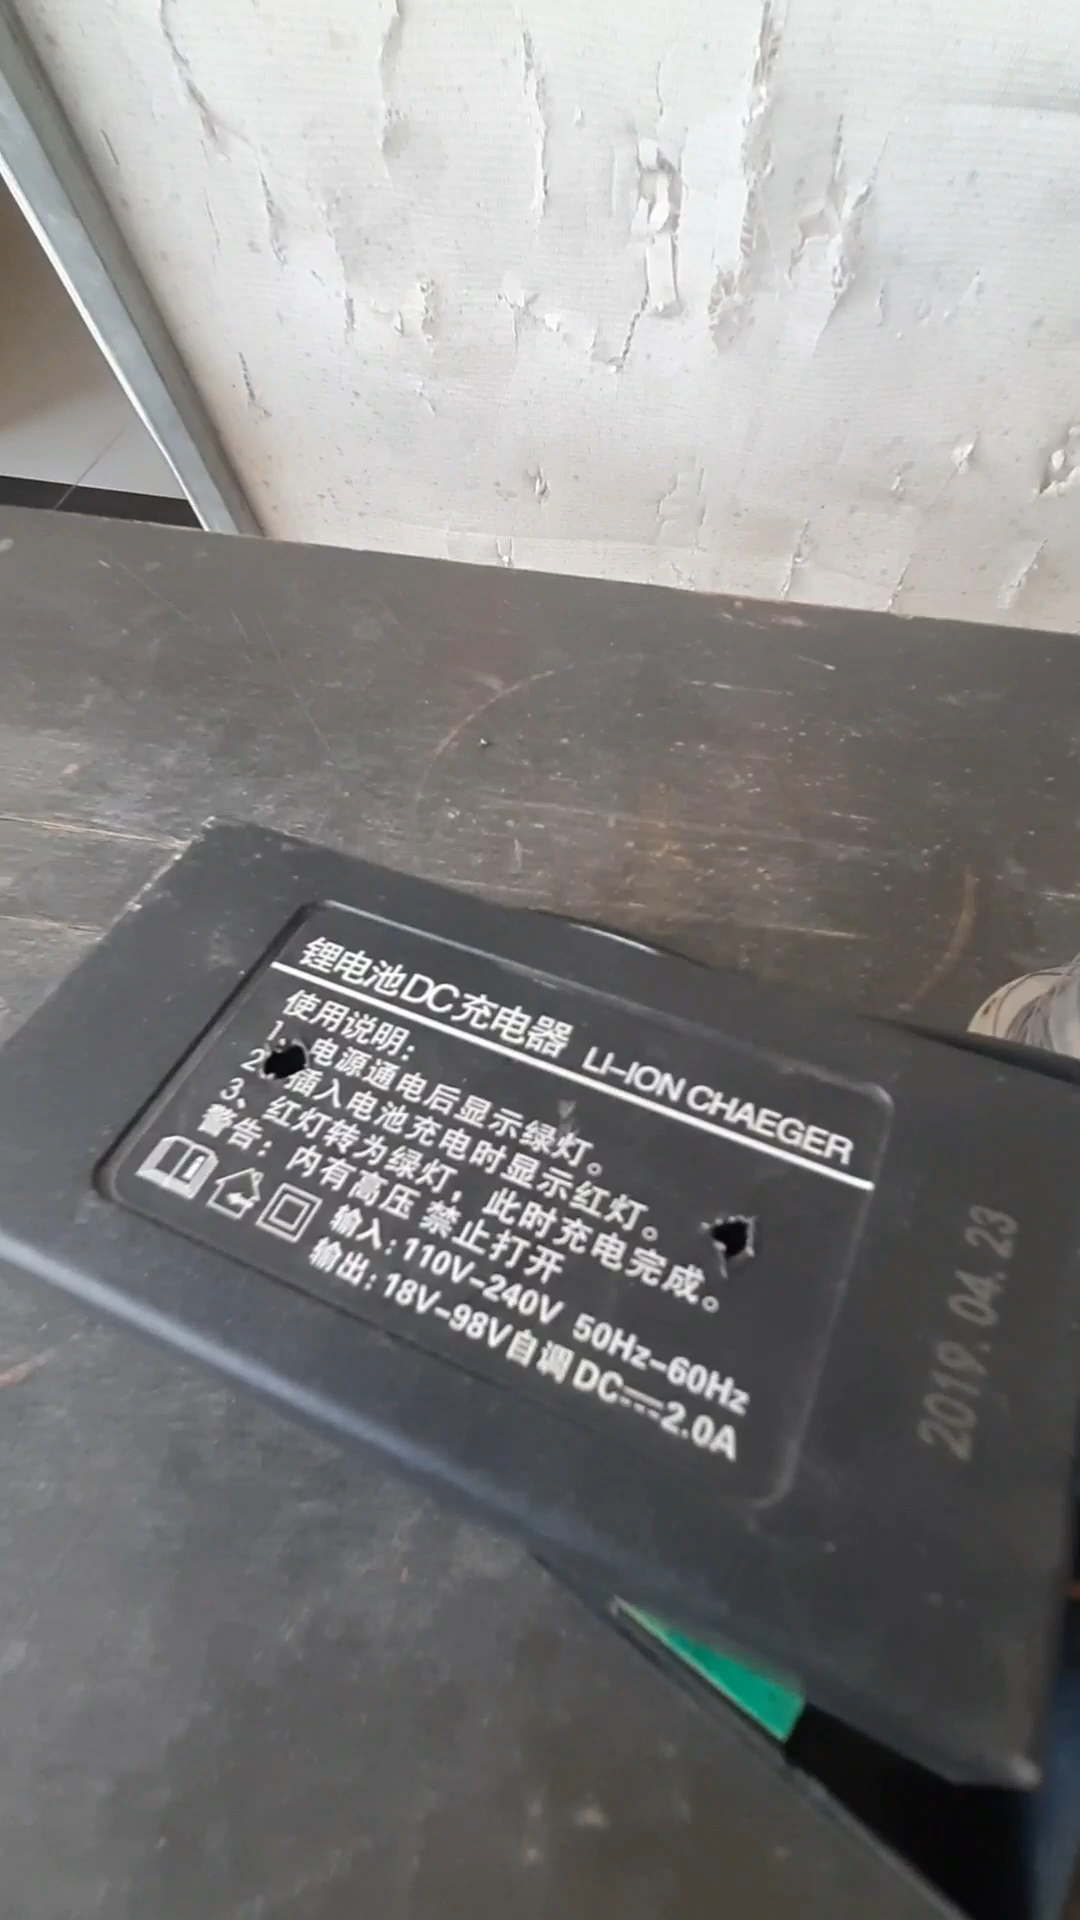 锂电池DC充电器 LI-ION CHAEGER
使用说明：
1、电源通电后显示绿灯。
2、插入电池充电时显示红灯。
3、红灯转为绿灯，此时充电完成。
警告：内有高压 禁止打开
输入：110V-240V 50Hz-60Hz
输出：18V-98V自调DC⎓2.0A
2019.04.23